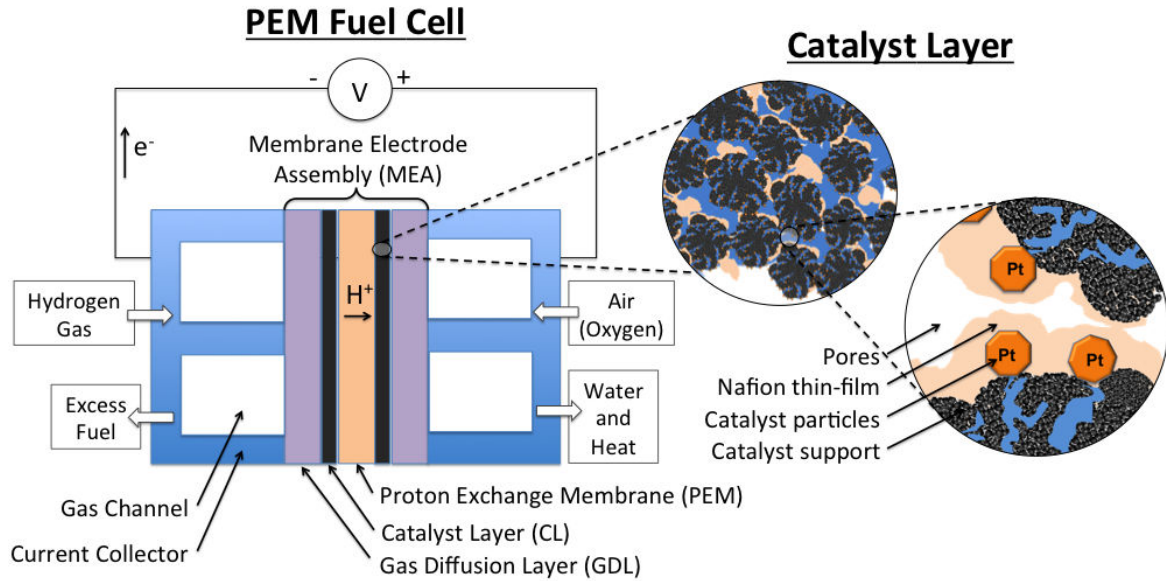 PEM Fuel Cell
Catalyst Layer
- V +
e-
Membrane Electrode
Assembly (MEA)
H+
Hydrogen
Gas
Air
(Oxygen)
Excess
Fuel
Water
and
Heat
Gas Channel
Current Collector
Proton Exchange Membrane (PEM)
Catalyst Layer (CL)
Gas Diffusion Layer (GDL)
Pt
Pt
Pt
Pores
Nafion thin-film
Catalyst particles
Catalyst support